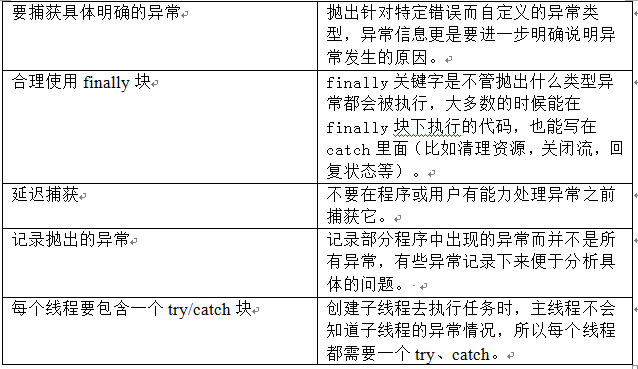 要捕获具体明确的异常
抛出针对特定错误而自定义的异常类
型，异常信息更是要进一步明确说明异
常发生的原因。
合理使用 finally 块
finally 关键字是不管抛出什么类型异
常都会被执行，大多数的时候能在
finally 块下执行的代码，也能写在
catch 里面（比如清理资源，关闭流，回
复状态等）。
延迟捕获
不要在程序或用户有能力处理异常之前
捕获它。
记录抛出的异常
记录部分程序中出现的异常而并不是所
有异常，有些异常记录下来便于分析具
体的问题。
每个线程要包含一个 try/catch 块
创建子线程去执行任务时，主线程不会
知道子线程的异常情况，所以每个线程
都需要一个 try、catch。